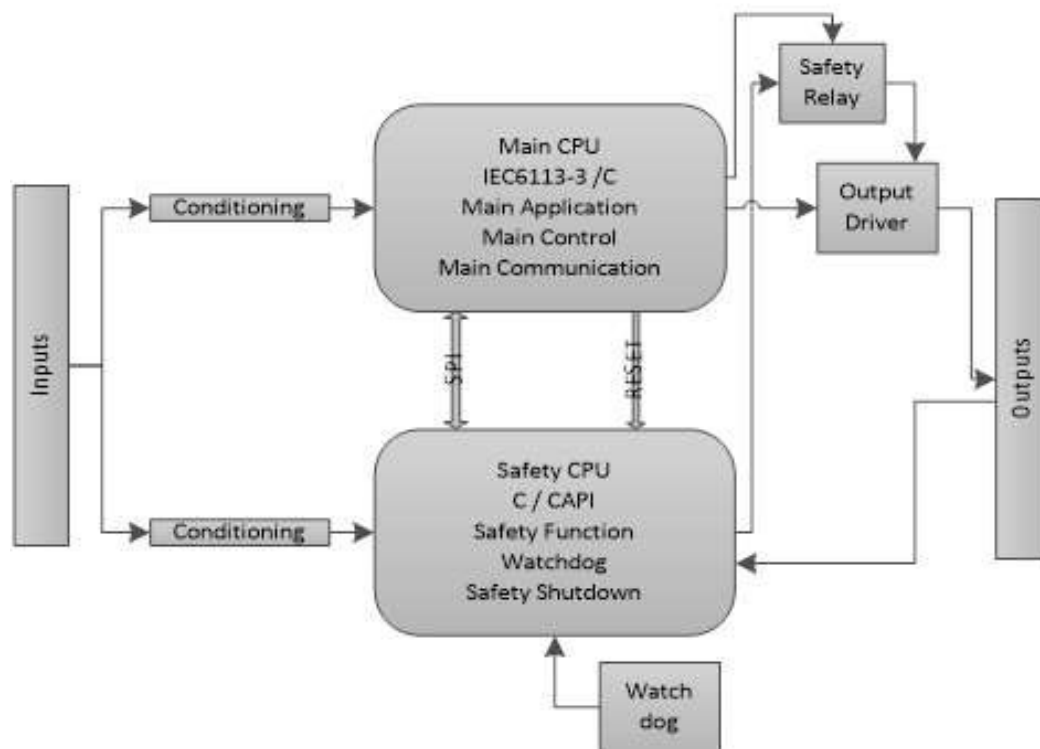 Safety
Relay
Main CPU
IEC6113-3 /C
Main Application
Main Control
Main Communication
Conditioning
Output
Driver
Inputs
SPI
RESET
Outputs
Safety CPU
C / CAPI
Safety Function
Watchdog
Safety Shutdown
Conditioning
Watch
dog